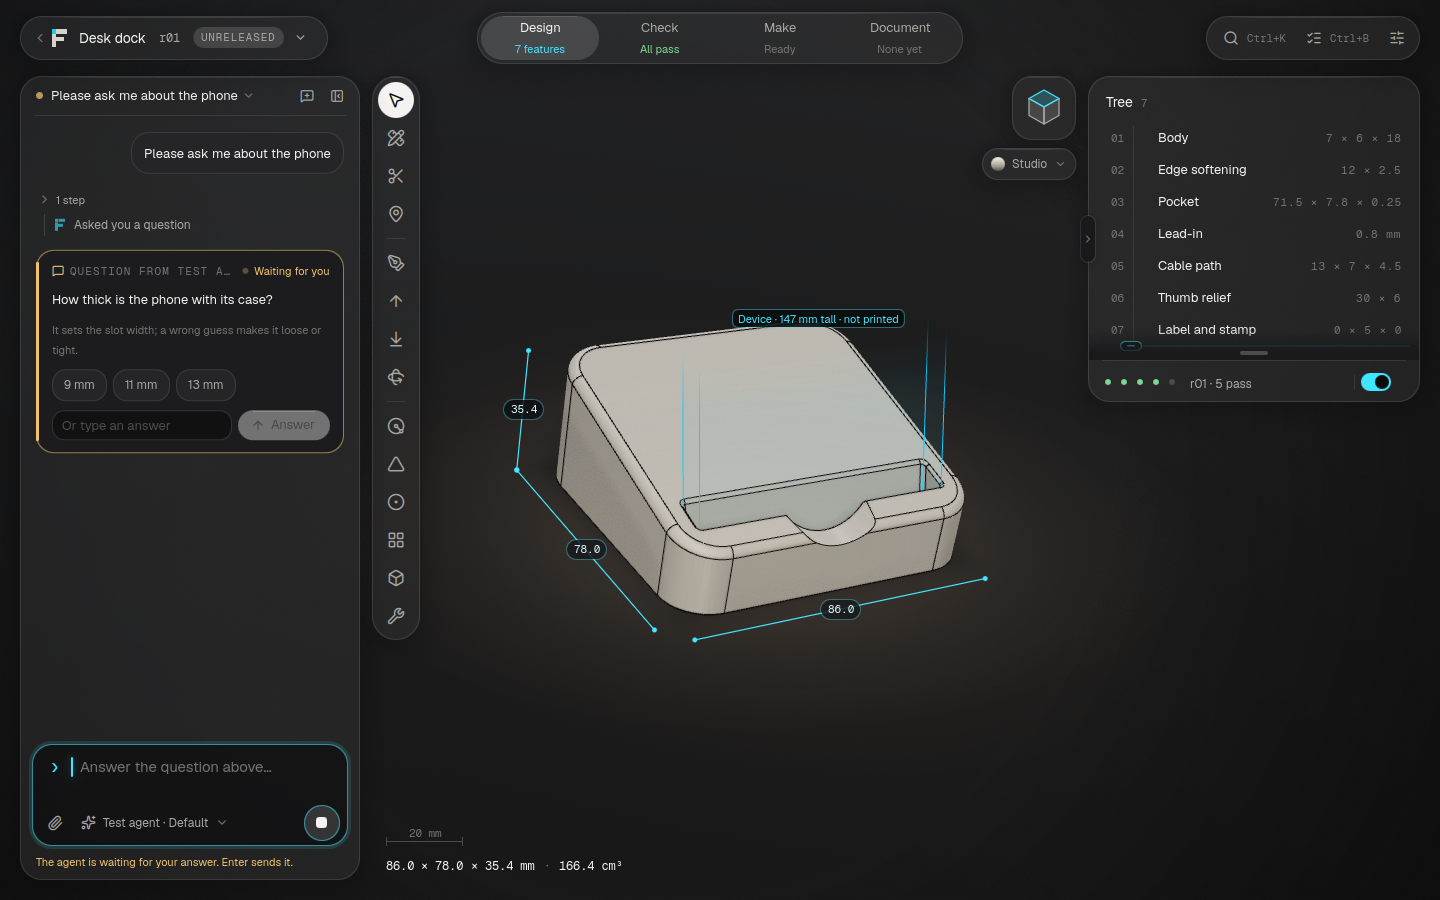 Desk dock r01 UNRELEASED
Design
7 features
Check
All pass
Make
Ready
Document
None yet
Ctrl+K Ctrl+B
Please ask me about the phone
Please ask me about the phone
1 step
Asked you a question
QUESTION FROM TEST A… Waiting for you
How thick is the phone with its case?
It sets the slot width; a wrong guess makes it loose or
tight.
9 mm 11 mm 13 mm
Or type an answer Answer
Answer the question above…
Test agent · Default
The agent is waiting for your answer. Enter sends it.
Device · 147 mm tall · not printed
35.4
78.0
86.0
20 mm
86.0 × 78.0 × 35.4 mm · 166.4 cm³
Studio
Tree 7
01 Body 7 × 6 × 18
02 Edge softening 12 × 2.5
03 Pocket 71.5 × 7.8 × 0.25
04 Lead-in 0.8 mm
05 Cable path 13 × 7 × 4.5
06 Thumb relief 30 × 6
07 Label and stamp 0 × 5 × 0
r01 · 5 pass